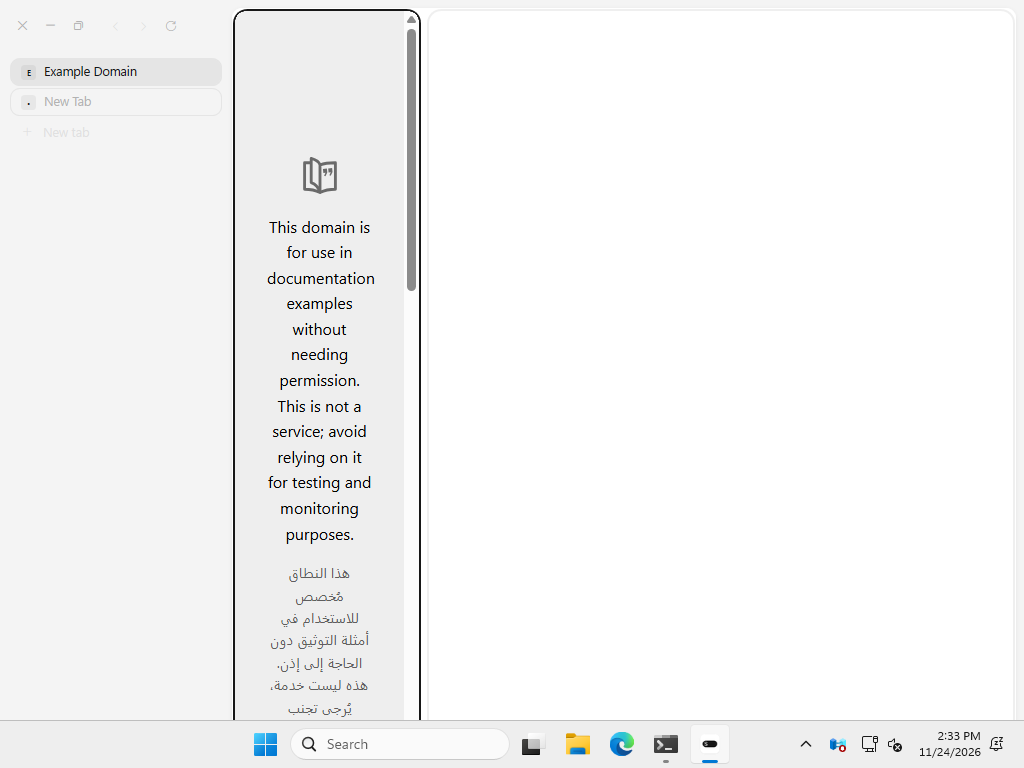 Example Domain
New Tab
New tab
This domain is
for use in
documentation
examples
without
needing
permission.
This is not a
service; avoid
relying on it
for testing and
monitoring
purposes.
هذا النطاق
مُخصص
للاستخدام في
أمثلة التوثيق دون
الحاجة إلى إذن.
هذه ليست خدمة،
يُرجى تجنب
Search
2:33 PM
11/24/2026